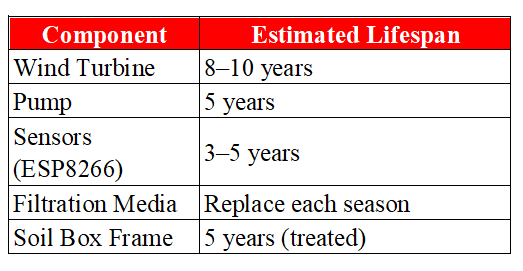 Component Estimated Lifespan
Wind Turbine 8–10 years
Pump 5 years
Sensors
(ESP8266) 3–5 years
Filtration Media Replace each season
Soil Box Frame 5 years (treated)